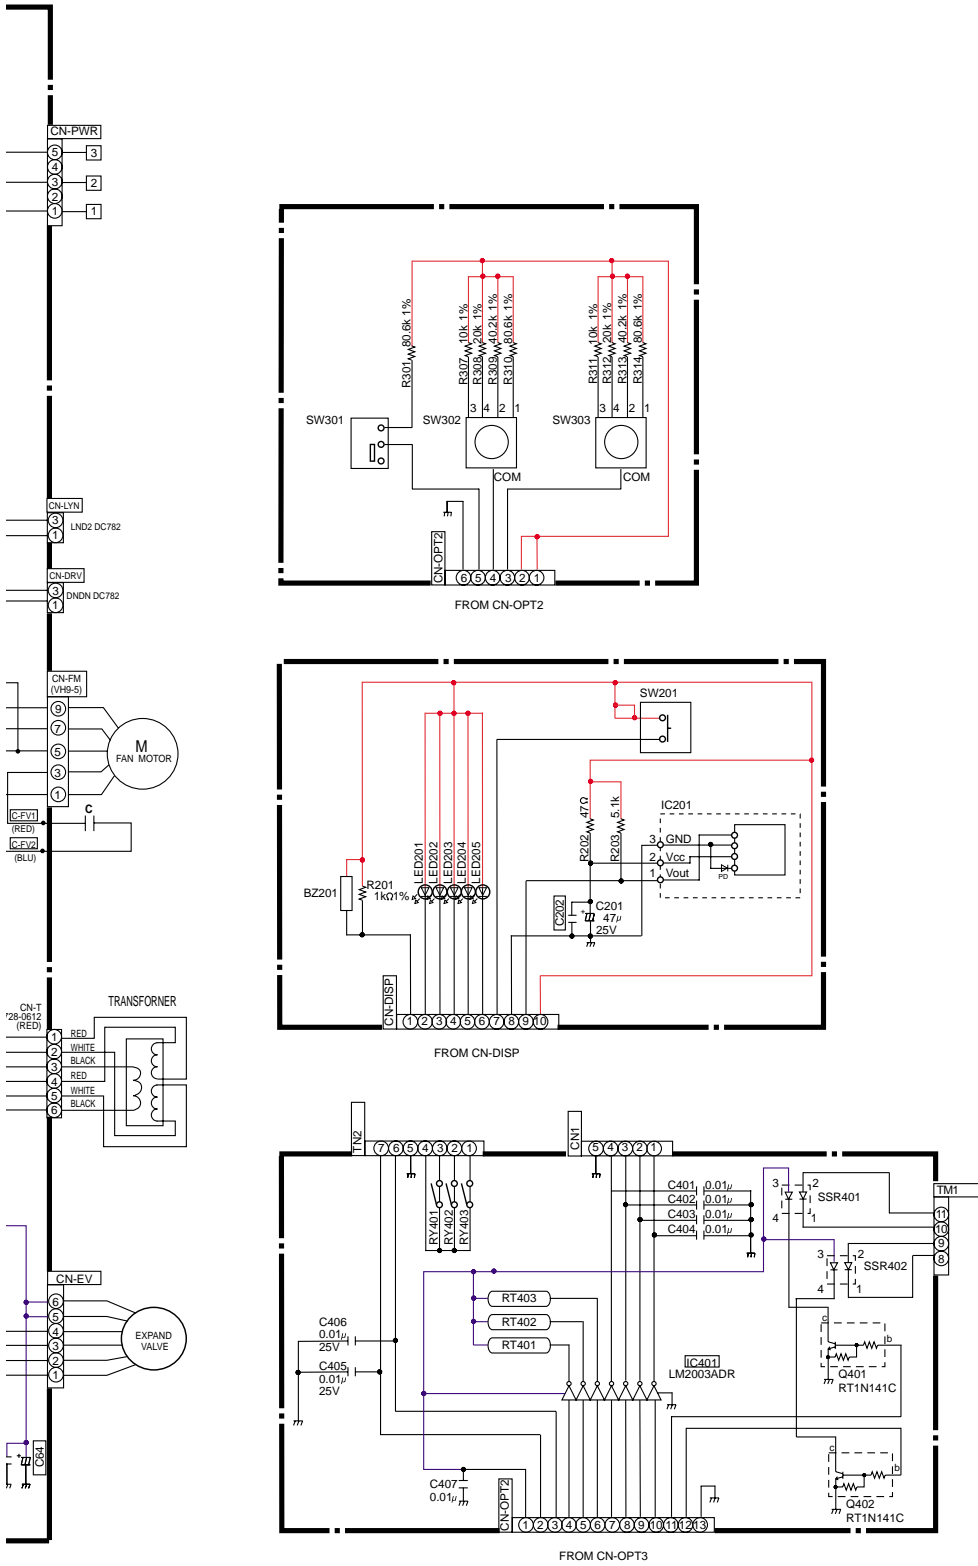 CN-PWR
5 3
4
3 2
2
1 1
R301 80.6k 1%
R307 10k 1%
R308 20k 1%
R309 40.2k 1%
R310 80.6k 1%
R311 10k 1%
R312 20k 1%
R313 40.2k 1%
R314 80.6k 1%
SW301
SW302
3 4 2 1
SW303
3 4 2 1
COM
COM
CN-OPT2
6 5 4 3 2 1
FROM CN-OPT2
CN-LYN
3
1
LND2 DC782
CN-DRV
3
1
DNDN DC782
CN-FM
(VH9-5)
9
7
5
3
1
M
FAN MOTOR
C-FV1
(RED)
C
C-FV2
(BLU)
SW201
BZ201
R201
1kΩ1%
LED201
LED202
LED203
LED204
LED205
R202 47Ω
R203 5.1k
IC201
3 GND
2 Vcc
1 Vout
PD
C202
C201
47μ
25V
CN-DISP
1 2 3 4 5 6 7 8 9 10
FROM CN-DISP
CN-T
728-0612
(RED)
TRANSFORNER
1 RED
2 WHITE
3 BLACK
4 RED
5 WHITE
6 BLACK
TN2
7 6 5 4 3 2 1
CN1
5 4 3 2 1
RY401
RY402
RY403
C401 0.01μ
C402 0.01μ
C403 0.01μ
C404 0.01μ
3 2
SSR401
4 1
3 2
SSR402
4 1
TM1
11
10
9
8
CN-EV
6
5
4
3
2
1
EXPAND
VALVE
C64
RT403
RT402
RT401
C406
0.01μ
25V
C405
0.01μ
25V
IC401
LM2003ADR
c
b
Q401
RT1N141C
c
b
Q402
RT1N141C
C407
0.01μ
CN-OPT2
1 2 3 4 5 6 7 8 9 10 11 12 13
FROM CN-OPT3